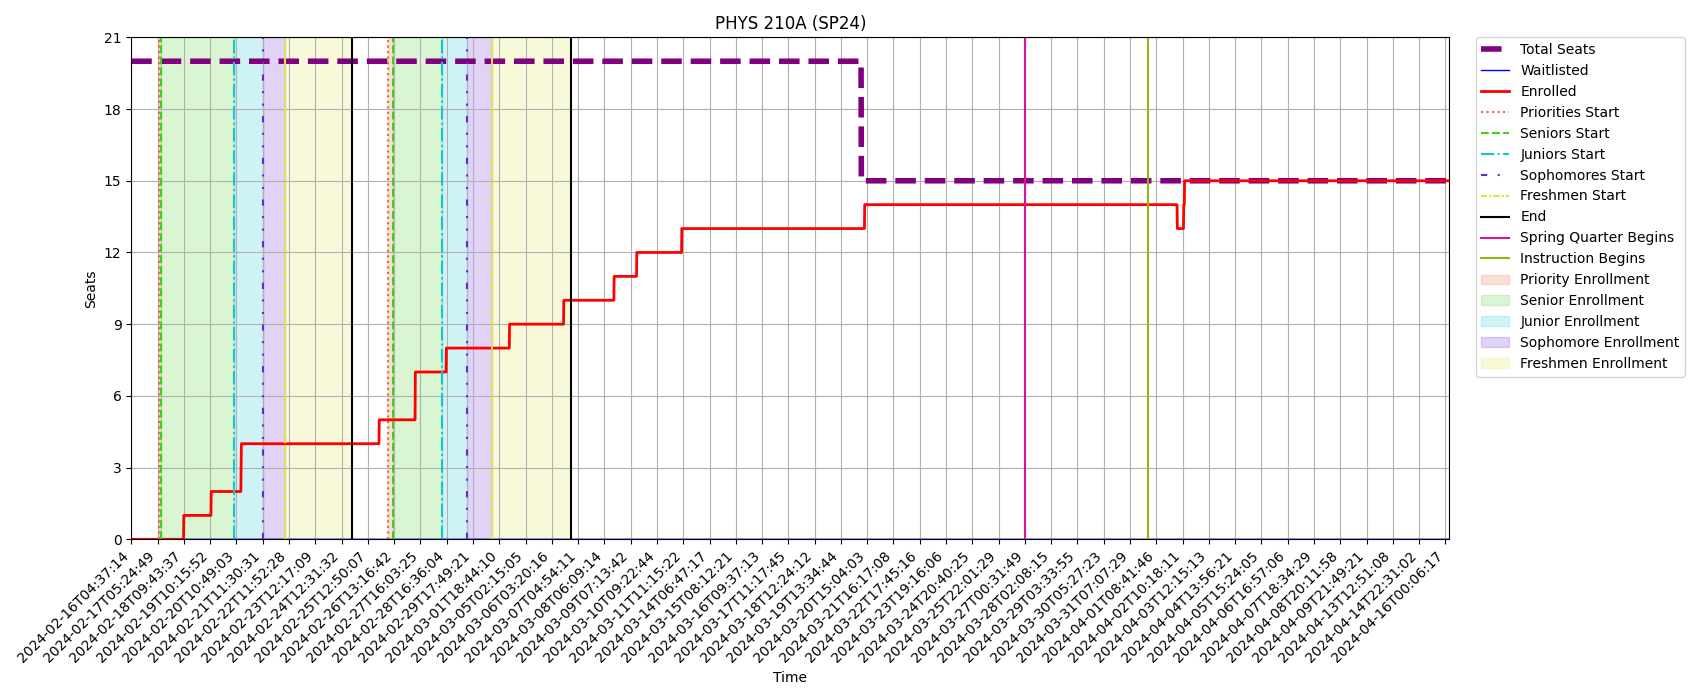 PHYS 210A (SP24)
21
18
15
12
9
6
3
0
Seats
2024-02-16T04:37:14
2024-02-17T05:24:49
2024-02-18T09:43:37
2024-02-19T10:15:52
2024-02-20T10:49:03
2024-02-21T11:30:31
2024-02-22T11:52:28
2024-02-23T12:17:09
2024-02-24T12:31:32
2024-02-25T12:50:07
2024-02-26T13:16:42
2024-02-27T16:03:25
2024-02-28T16:36:04
2024-02-29T17:49:21
2024-03-01T18:44:10
2024-03-05T02:15:05
2024-03-06T03:20:16
2024-03-07T04:54:11
2024-03-08T06:09:14
2024-03-09T07:13:42
2024-03-10T09:22:44
2024-03-11T11:15:22
2024-03-14T06:47:17
2024-03-15T08:12:21
2024-03-16T09:37:13
2024-03-17T11:17:45
2024-03-18T12:24:12
2024-03-19T13:34:44
2024-03-20T15:04:03
2024-03-21T16:17:08
2024-03-22T17:45:16
2024-03-23T19:16:06
2024-03-24T20:40:25
2024-03-25T22:01:29
2024-03-27T00:31:49
2024-03-28T02:08:15
2024-03-29T03:33:55
2024-03-30T05:27:23
2024-03-31T07:07:29
2024-04-01T08:41:46
2024-04-02T10:18:11
2024-04-03T12:15:13
2024-04-04T13:56:21
2024-04-05T15:24:05
2024-04-06T16:57:06
2024-04-07T18:34:29
2024-04-08T20:11:58
2024-04-09T21:49:21
2024-04-13T12:51:08
2024-04-14T22:31:02
2024-04-16T00:06:17
Time
Total Seats
Waitlisted
Enrolled
Priorities Start
Seniors Start
Juniors Start
Sophomores Start
Freshmen Start
End
Spring Quarter Begins
Instruction Begins
Priority Enrollment
Senior Enrollment
Junior Enrollment
Sophomore Enrollment
Freshmen Enrollment